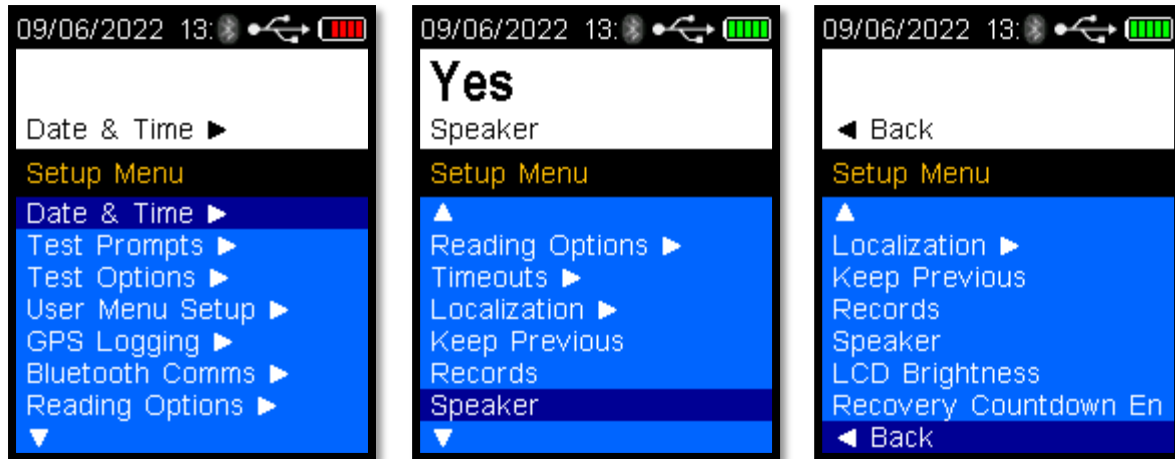 09/06/2022 13:
Date & Time ▶
Setup Menu
Date & Time ▶
Test Prompts ▶
Test Options ▶
User Menu Setup ▶
GPS Logging ▶
Bluetooth Comms ▶
Reading Options ▶
▼
09/06/2022 13:
Yes
Speaker
Setup Menu
▲
Reading Options ▶
Timeouts ▶
Localization ▶
Keep Previous
Records
Speaker
▼
09/06/2022 13:
◀ Back
Setup Menu
▲
Localization ▶
Keep Previous
Records
Speaker
LCD Brightness
Recovery Countdown En
◀ Back